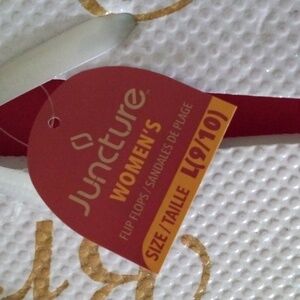 Juncture
WOMEN'S
FLIP FLOPS / SANDALES DE PLAGE
SIZE/TAILLE L(9/10)